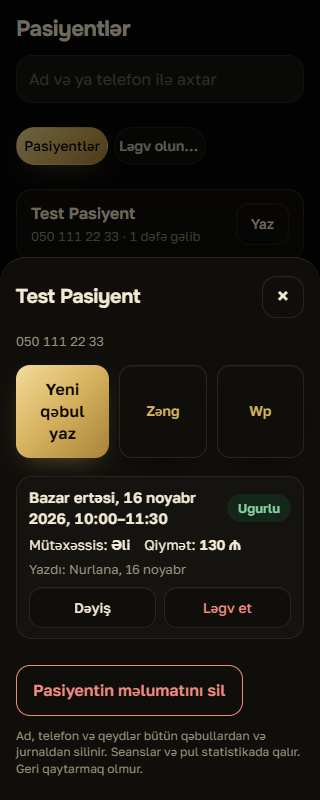 Pasiyentlər
Ad və ya telefon ilə axtar
Pasiyentlər
Ləgv olun...
Test Pasiyent
050 111 22 33 · 1 dəfə gəlib
Yaz
Test Pasiyent
×
050 111 22 33
Yeni
qəbul
yaz
Zəng
Wp
Bazar ertəsi, 16 noyabr
2026, 10:00–11:30
Ugurlu
Mütəxəssis: Əli Qiymət: 130 ₼
Yazdı: Nurlana, 16 noyabr
Dəyiş
Ləgv et
Pasiyentin məlumatını sil
Ad, telefon və qeydlər bütün qəbullardan və
jurnaldan silinir. Seanslar və pul statistikada qalır.
Geri qaytarmaq olmur.